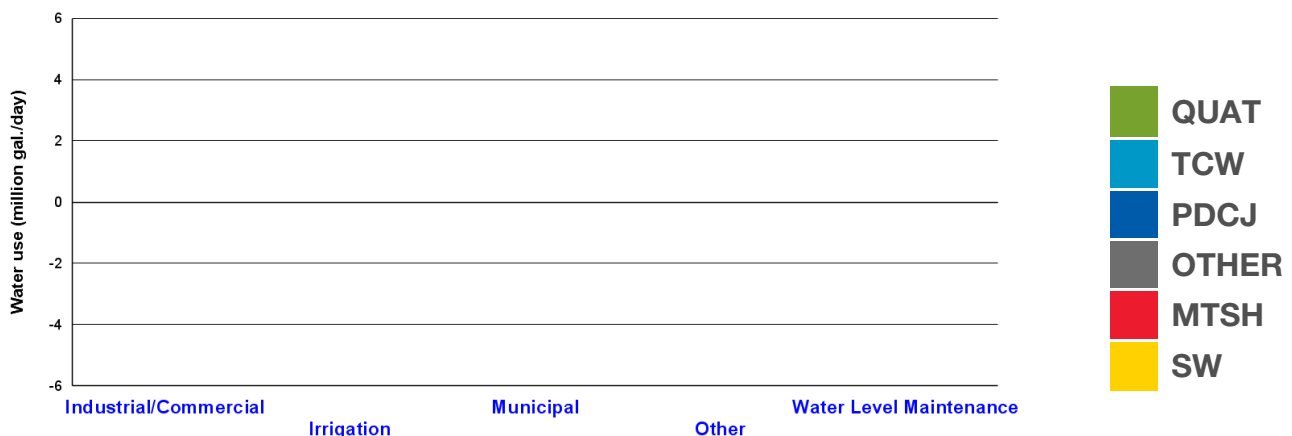 Water use (million gal./day)
6
4
2
0
-2
-4
-6
Industrial/Commercial
Irrigation
Municipal
Other
Water Level Maintenance
QUAT
TCW
PDCJ
OTHER
MTSH
SW